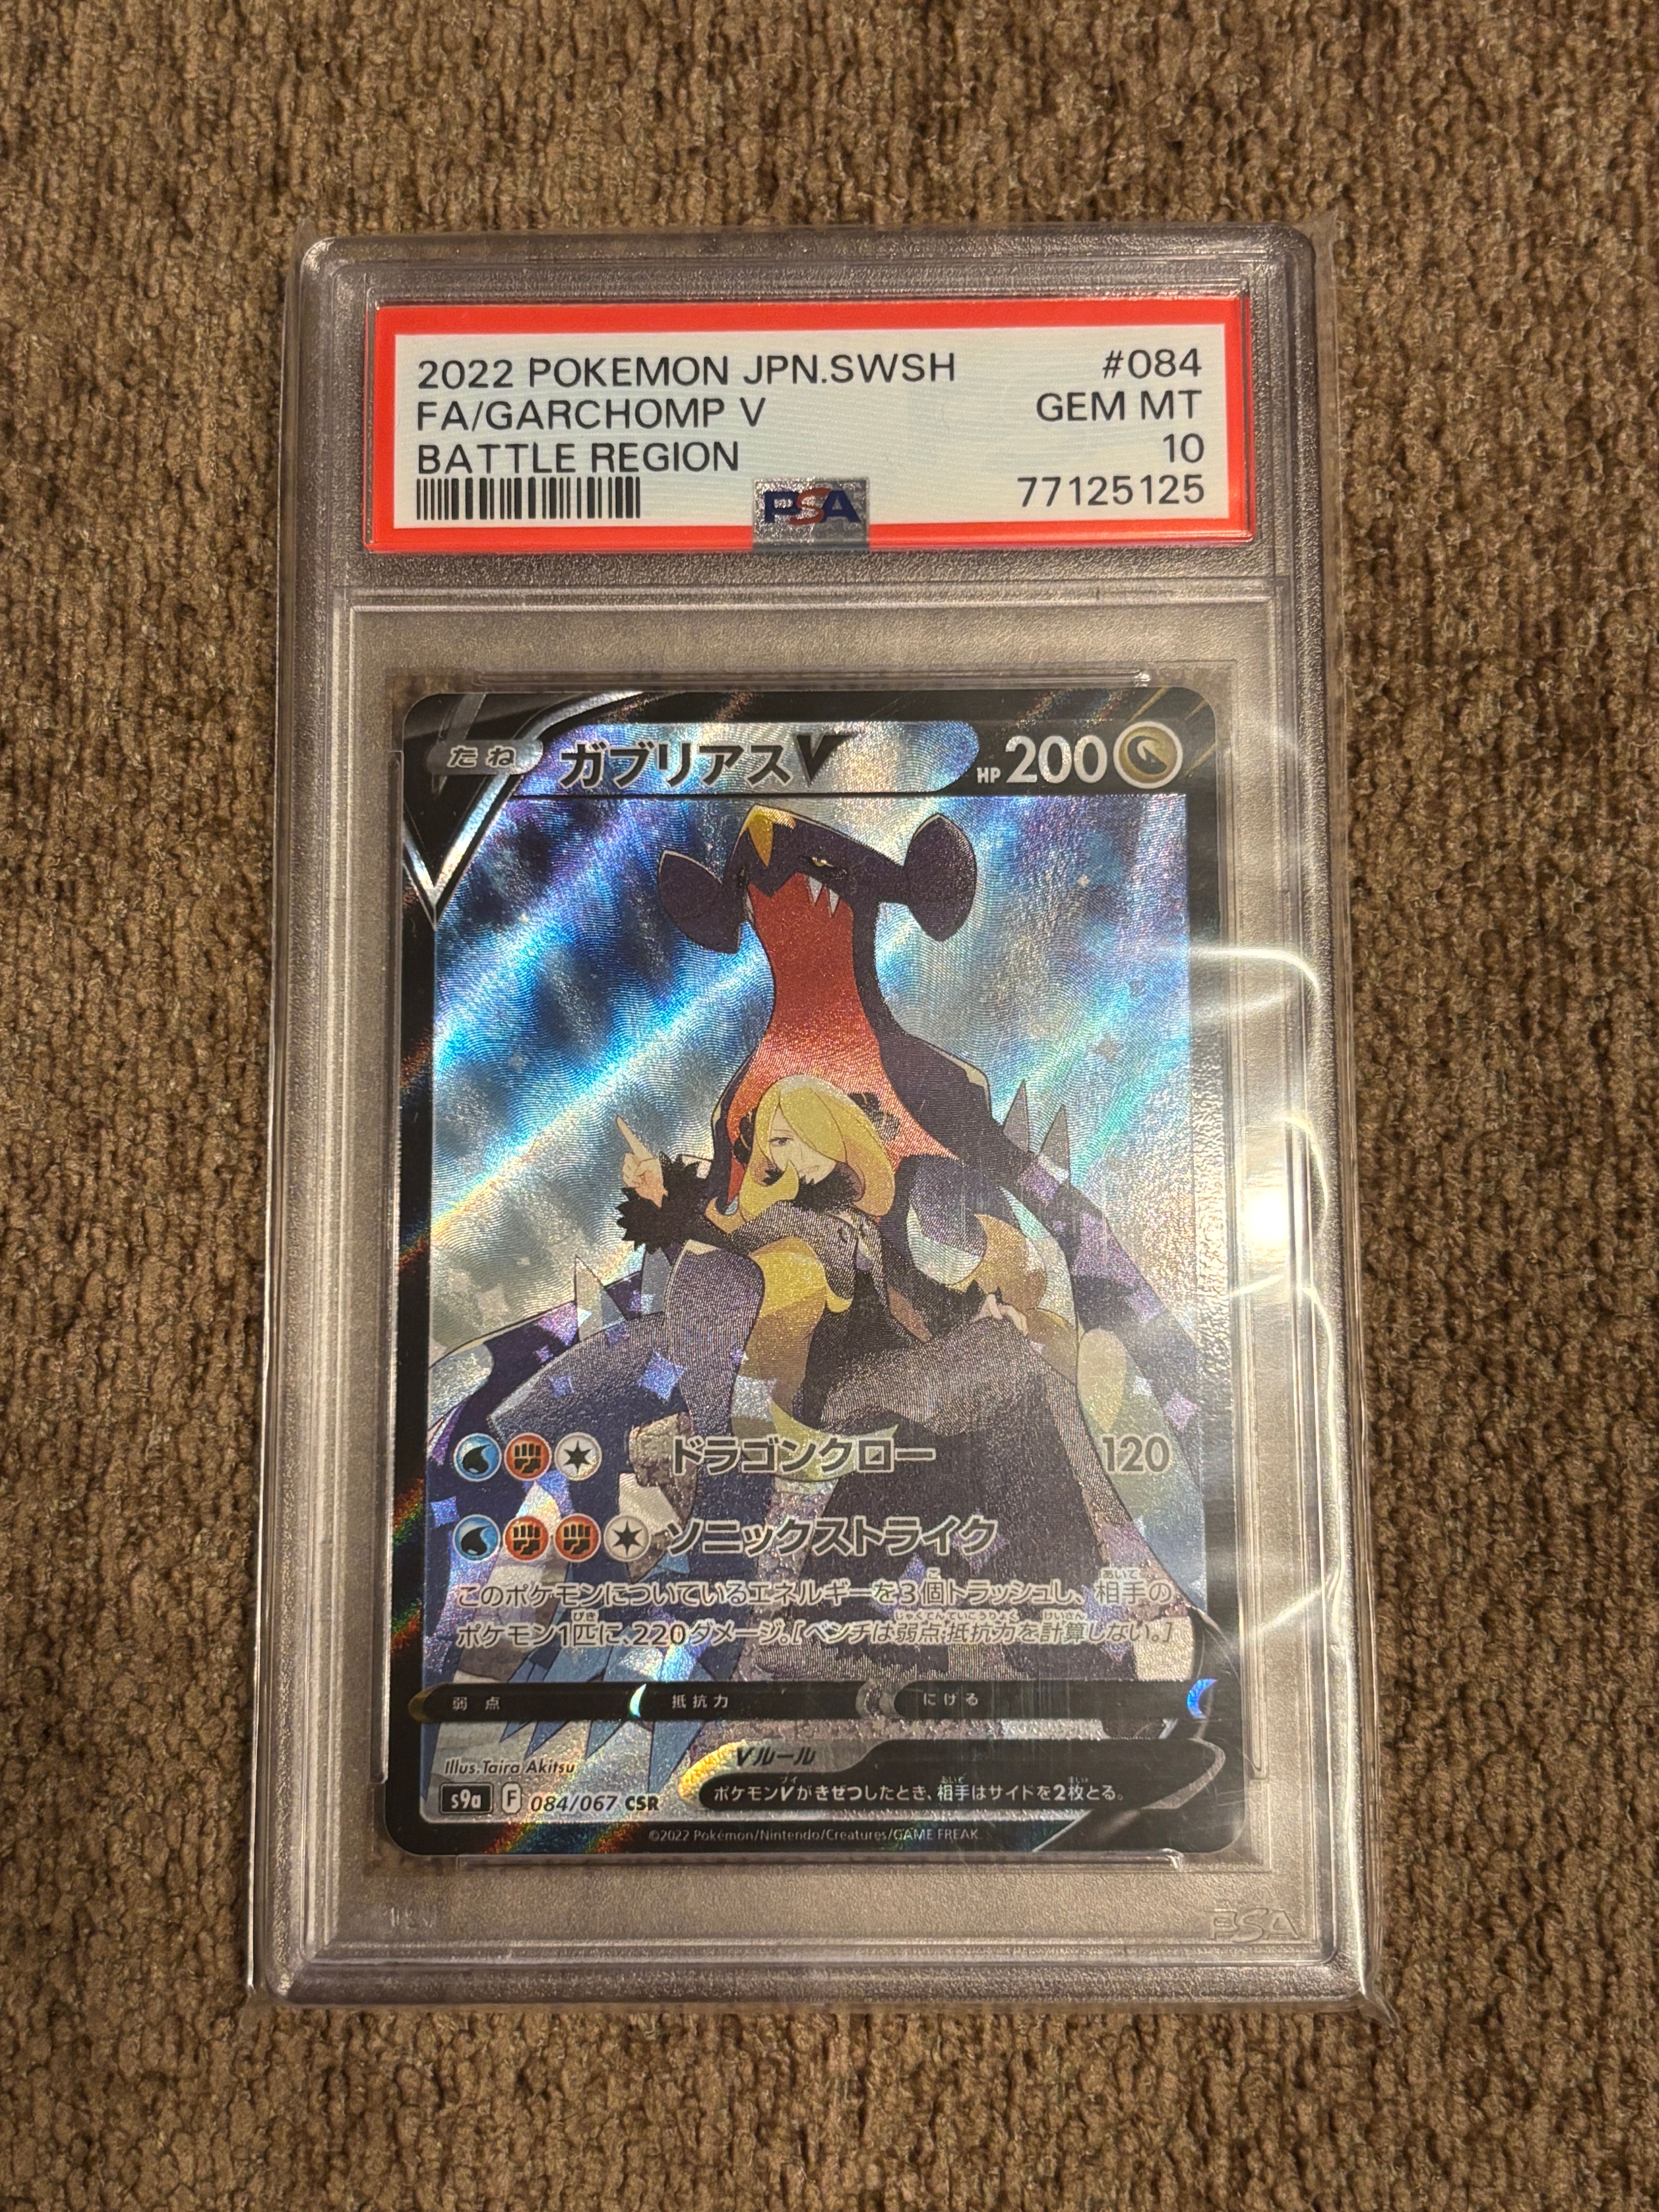 2022 POKEMON JPN.SWSH #084
FA/GARCHOMP V GEM MT
BATTLE REGION 10
PSA 77125125
たね ガブリアスV HP 200
ドラゴンクロー 120
ソニックストライク
このポケモンについているエネルギーを3個トラッシュし、相手の
ポケモン1匹に、220ダメージ。[ベンチは弱点・抵抗力を計算しない。]
弱点 抵抗力 にげる
Illus. Taira Akitsu
Vルール
ポケモンVがきぜつしたとき、相手はサイドを2枚とる。
s9a F 084/067 CSR
©2022 Pokémon/Nintendo/Creatures/GAME FREAK.
PSA